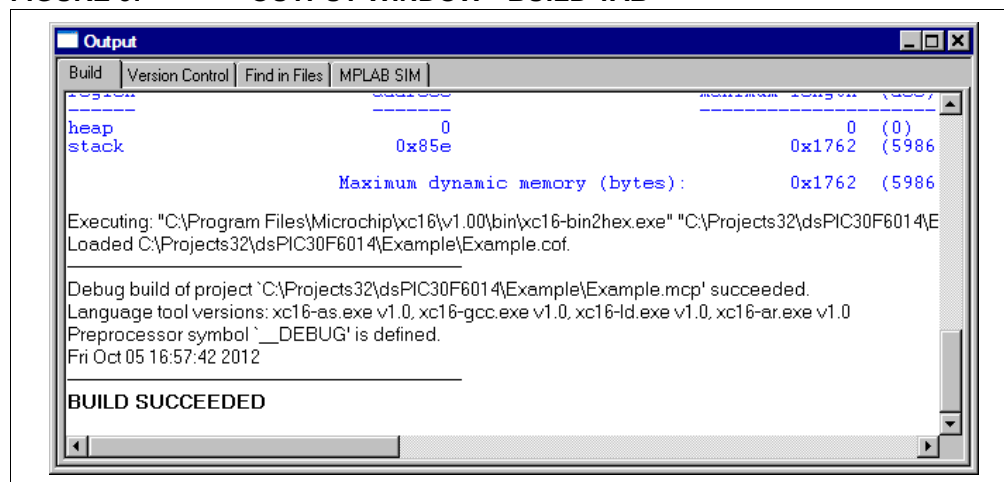 Output
Build Version Control Find in Files MPLAB SIM
heap 0 0 (0)
stack 0x85e 0x1762 (5986
Maximum dynamic memory (bytes): 0x1762 (5986
Executing: "C:\Program Files\Microchip\xc16\v1.00\bin\xc16-bin2hex.exe" "C:\Projects32\dsPIC30F6014\E
Loaded C:\Projects32\dsPIC30F6014\Example\Example.cof.
Debug build of project `C:\Projects32\dsPIC30F6014\Example\Example.mcp' succeeded.
Language tool versions: xc16-as.exe v1.0, xc16-gcc.exe v1.0, xc16-ld.exe v1.0, xc16-ar.exe v1.0
Preprocessor symbol `__DEBUG' is defined.
Fri Oct 05 16:57:42 2012
BUILD SUCCEEDED